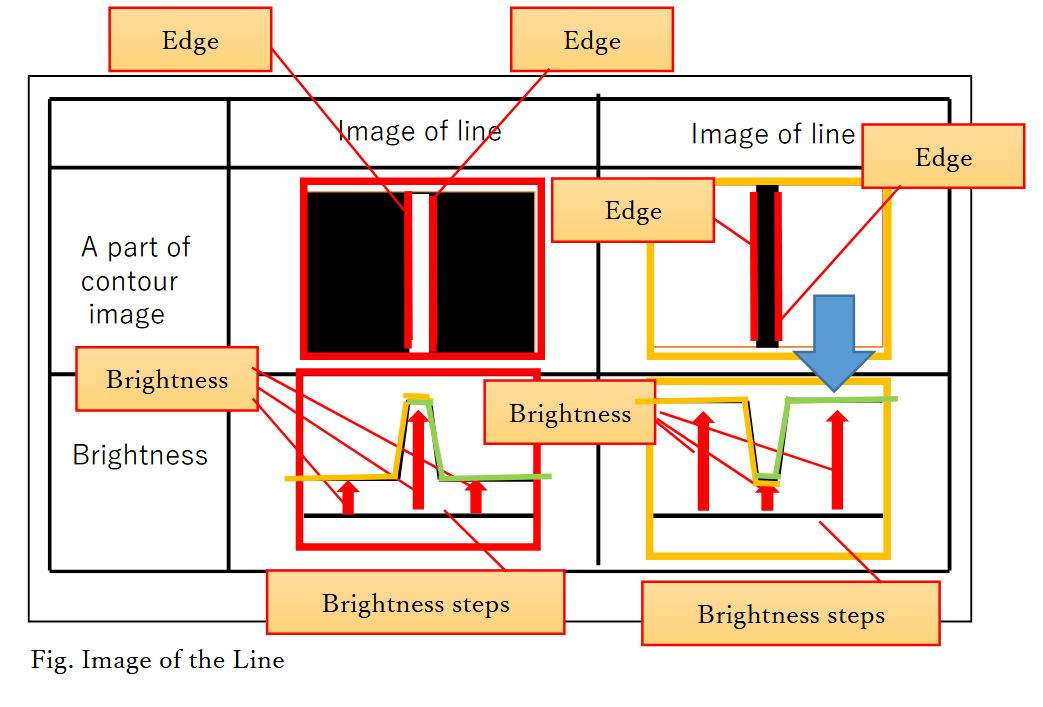 Edge
Edge
Image of line
Image of line
Edge
Edge
A part of
contour
image
Brightness
Brightness
Brightness
Brightness steps
Brightness steps
Fig. Image of the Line